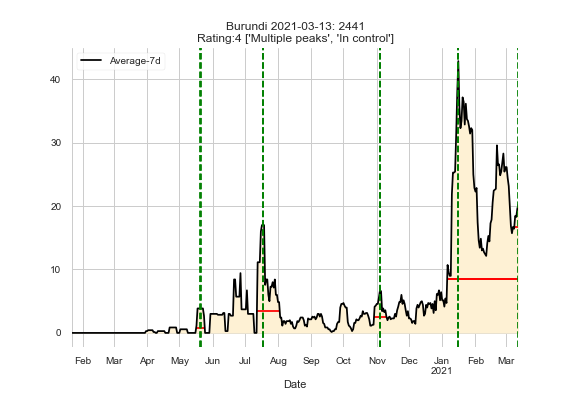 Burundi 2021-03-13: 2441
Rating:4 ['Multiple peaks', 'In control']
Average-7d
40
30
20
10
0
Feb Mar Apr May Jun Jul Aug Sep Oct Nov Dec Jan Feb Mar
2021
Date